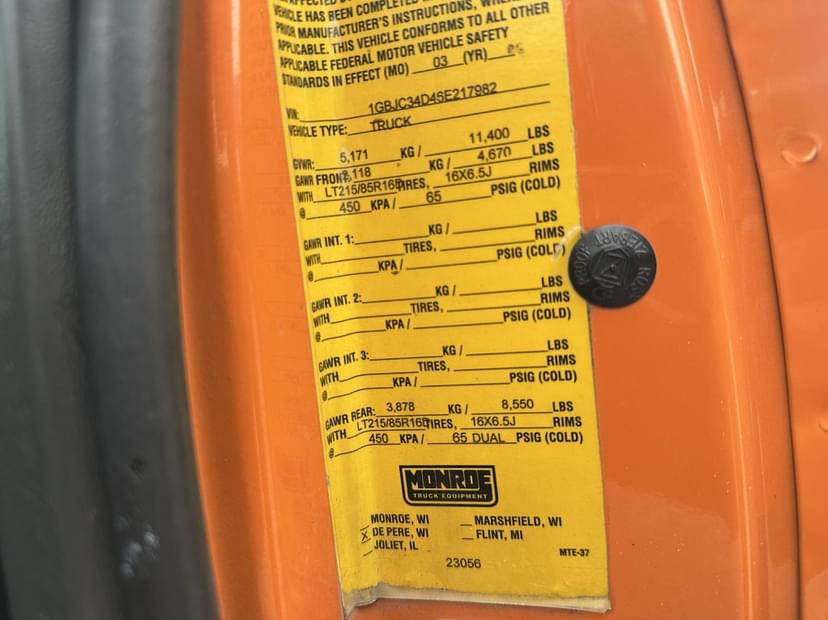 VEHICLE HAS BEEN COMPLETED
PRIOR MANUFACTURER'S INSTRUCTIONS, WHERE
APPLICABLE. THIS VEHICLE CONFORMS TO ALL OTHER
APPLICABLE FEDERAL MOTOR VEHICLE SAFETY
STANDARDS IN EFFECT (MO) 03 (YR)
VIN: 1GBJC34D45E217982
VEHICLE TYPE: TRUCK
GVWR: 5,171 KG / 11,400 LBS
GAWR FRONT: 2,118 KG / 4,670 LBS
WITH LT215/85R16E TIRES, 16X6.5J RIMS
@ 450 KPA / 65 PSIG (COLD)
GAWR INT. 1: KG / LBS
WITH TIRES, RIMS
@ KPA / PSIG (COLD)
GAWR INT. 2: KG / LBS
WITH TIRES, RIMS
@ KPA / PSIG (COLD)
GAWR INT. 3: KG / LBS
WITH TIRES, RIMS
@ KPA / PSIG (COLD)
GAWR REAR: 3,878 KG / 8,550 LBS
WITH LT215/85R16E TIRES, 16X6.5J RIMS
@ 450 KPA / 65 DUAL PSIG (COLD)
MONROE
TRUCK EQUIPMENT
MONROE, WI MARSHFIELD, WI
X DE PERE, WI FLINT, MI
JOLIET, IL
MTE-37
23056
ZIEBART
RUST